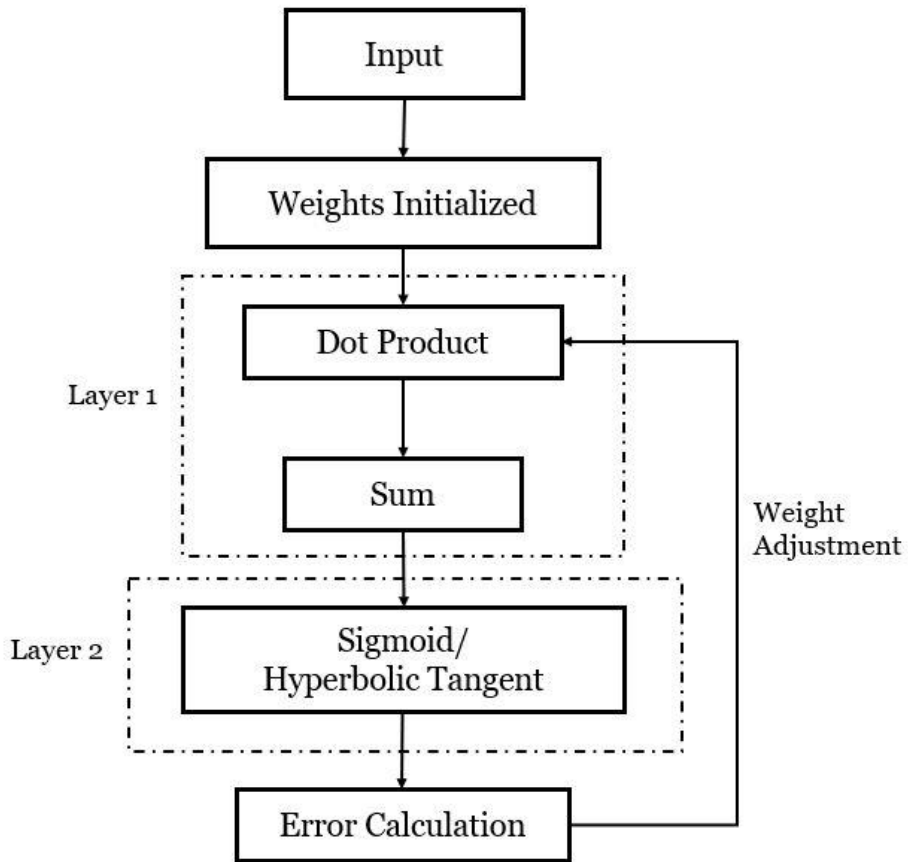 Input
Weights Initialized
Dot Product
Layer 1
Sum
Weight
Adjustment
Sigmoid/
Hyperbolic Tangent
Layer 2
Error Calculation